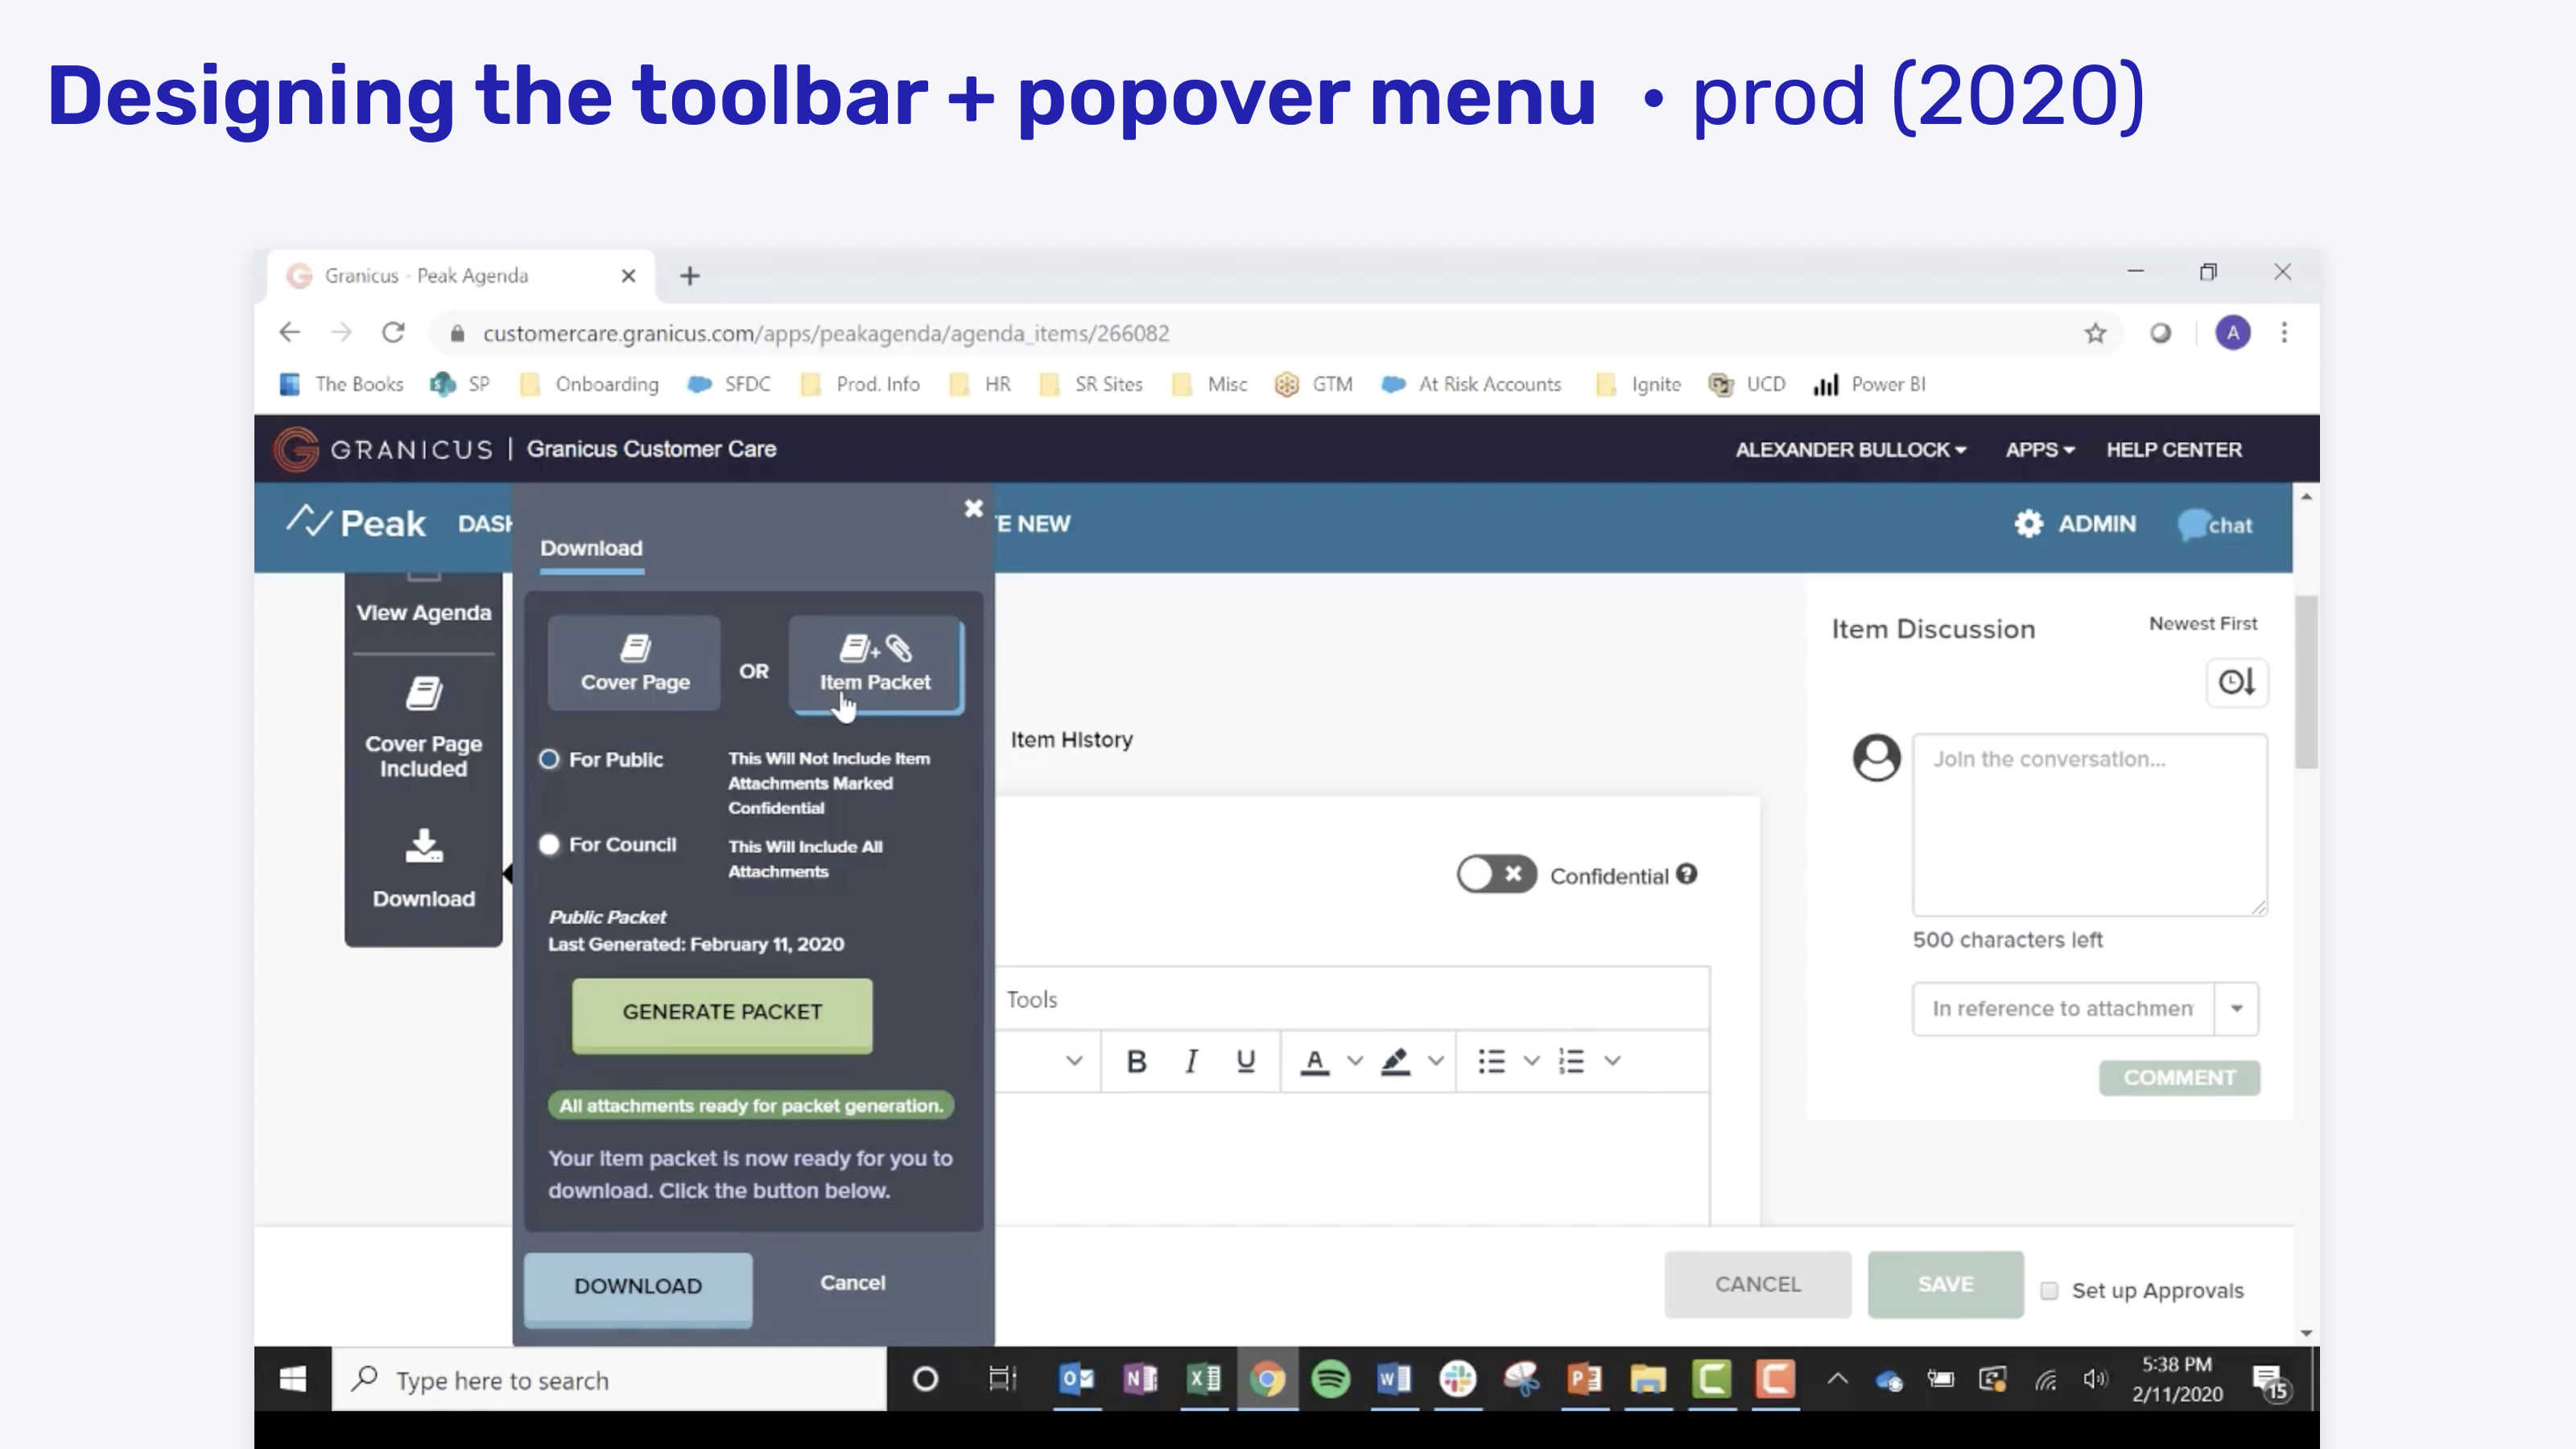 Designing the toolbar + popover menu • prod (2020)
Granicus - Peak Agenda
customercare.granicus.com/apps/peakagenda/agenda_items/266082
A
The Books
SP
Onboarding
SFDC
Prod. Info
HR
SR Sites
Misc
GTM
At Risk Accounts
Ignite
UCD
Power BI
GRANICUS | Granicus Customer Care
ALEXANDER BULLOCK
APPS
HELP CENTER
Peak
DASH
TE NEW
ADMIN
chat
View Agenda
Cover Page
Included
Download
Download
Cover Page
OR
Item Packet
For Public
This Will Not Include Item
Attachments Marked
Confidential
For Council
This Will Include All
Attachments
Public Packet
Last Generated: February 11, 2020
GENERATE PACKET
All attachments ready for packet generation.
Your item packet is now ready for you to
download. Click the button below.
DOWNLOAD
Cancel
Item History
Confidential
Tools
B I U A
Item Discussion
Newest First
Join the conversation...
500 characters left
In reference to attachmen
COMMENT
CANCEL
SAVE
Set up Approvals
Type here to search
5:38 PM
2/11/2020
15